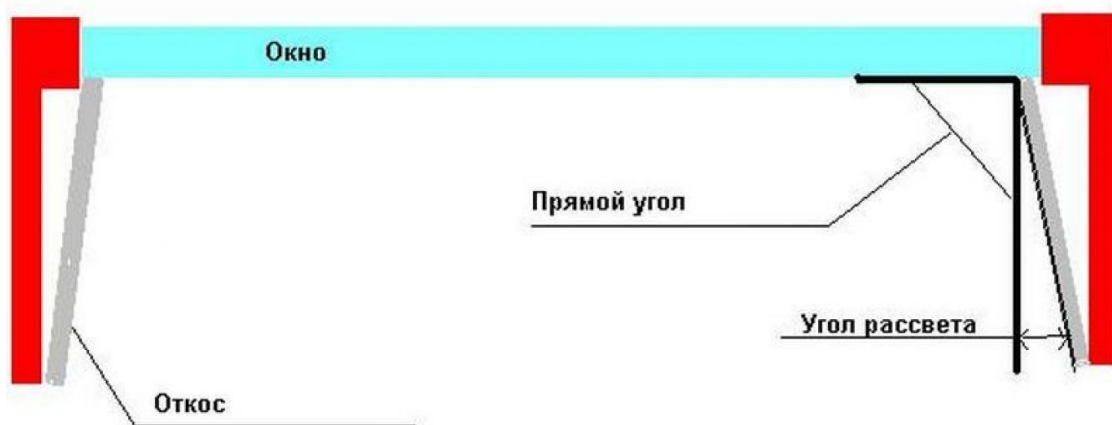 Окно
Прямой угол
Угол рассвета
Откос